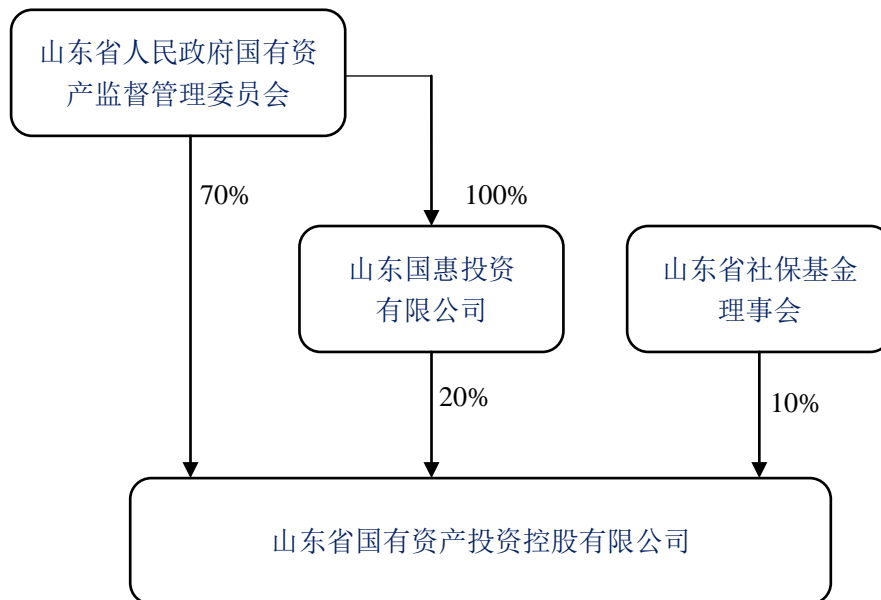 山东省人民政府国有资
产监督管理委员会
70%
100%
山东国惠投资
有限公司
山东省社保基金
理事会
20%
10%
山东省国有资产投资控股有限公司